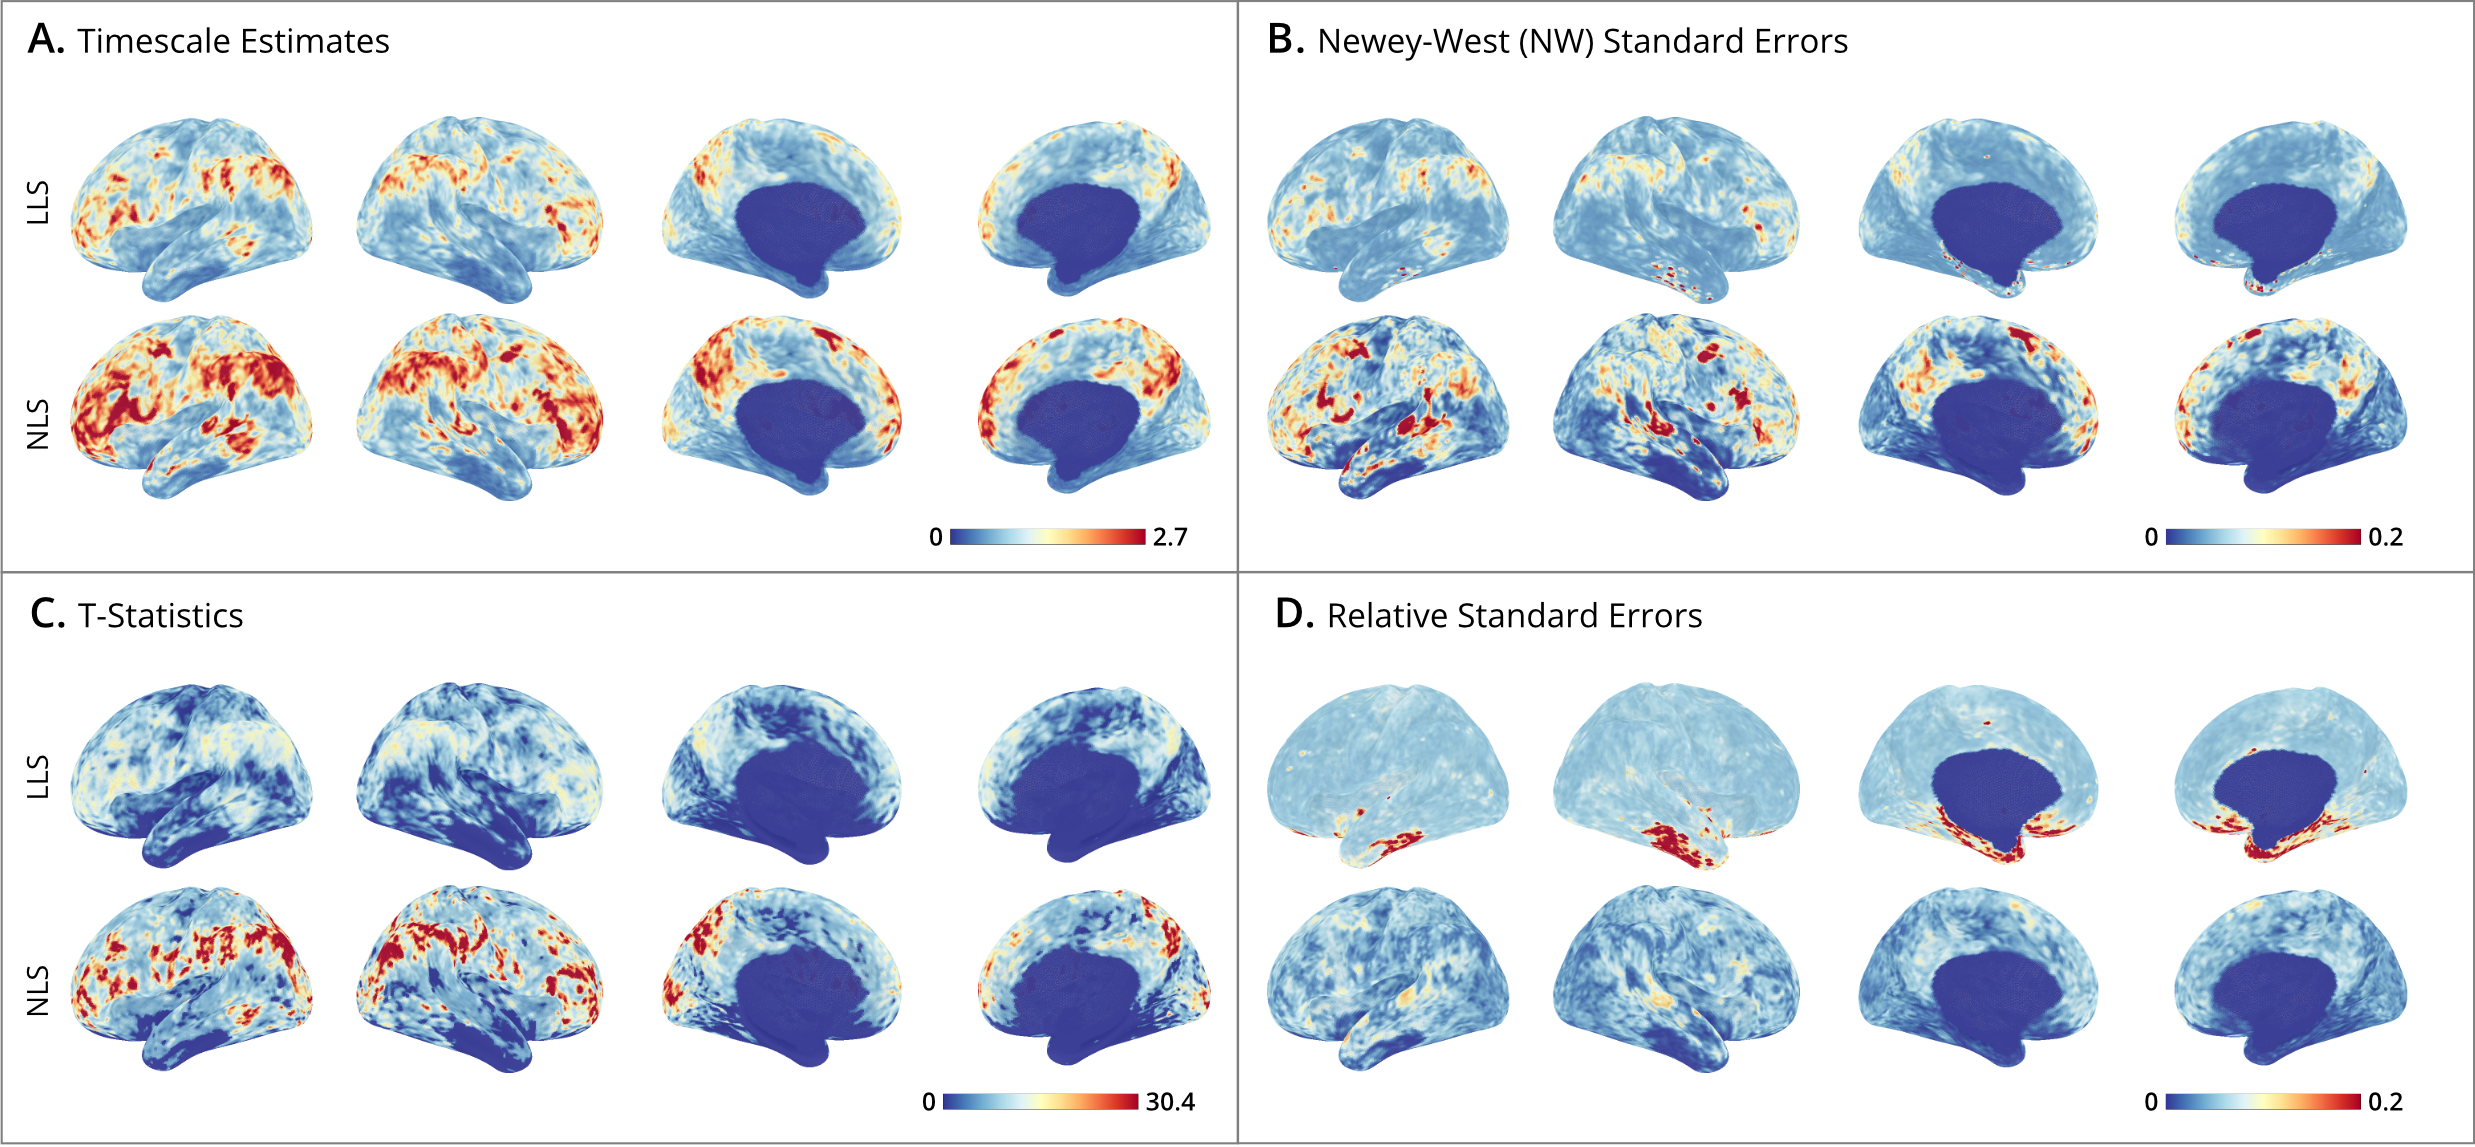 A. Timescale Estimates
LLS
NLS
0 2.7
B. Newey-West (NW) Standard Errors
0 0.2
C. T-Statistics
LLS
NLS
0 30.4
D. Relative Standard Errors
0 0.2